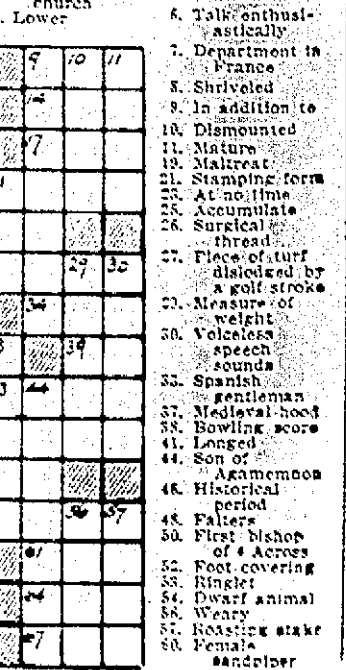 church
. Lower
9 10 11
14
17
29 30
34
39
44
56 57
61
64
67
6. Talk enthusi-
astically
7. Department in
France
8. Shriveled
9. In addition to
10. Dismounted
11. Mature
19. Maltreat
21. Stamping form
23. At no time
25. Accumulate
26. Surgical
thread
27. Piece of turf
dislodged by
a golf stroke
29. Measure of
weight
30. Voiceless
speech
sounds
33. Spanish
gentleman
37. Medieval hood
38. Bowling score
41. Longed
44. Son of
Agamemnon
46. Historical
period
48. Falters
50. First bishop
of 4 Across
52. Foot covering
53. Ringlet
54. Dwarf animal
56. Weary
57. Roasting stake
60. Female
sandpiper